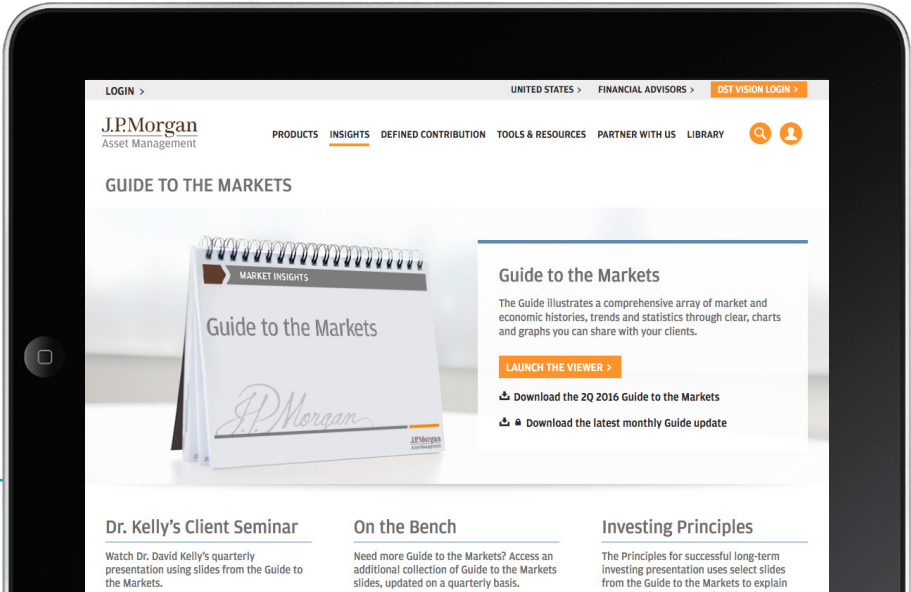 LOGIN >
UNITED STATES >
FINANCIAL ADVISORS >
DST VISION LOGIN >
J.P.Morgan
Asset Management
PRODUCTS
INSIGHTS
DEFINED CONTRIBUTION
TOOLS & RESOURCES
PARTNER WITH US
LIBRARY
GUIDE TO THE MARKETS
MARKET INSIGHTS
Guide to the Markets
J.P. Morgan
J.P.Morgan
Asset Management
Guide to the Markets
The Guide illustrates a comprehensive array of market and
economic histories, trends and statistics through clear, charts
and graphs you can share with your clients.
LAUNCH THE VIEWER >
Download the 2Q 2016 Guide to the Markets
Download the latest monthly Guide update
Dr. Kelly's Client Seminar
Watch Dr. David Kelly's quarterly
presentation using slides from the Guide to
the Markets.
On the Bench
Need more Guide to the Markets? Access an
additional collection of Guide to the Markets
slides, updated on a quarterly basis.
Investing Principles
The Principles for successful long-term
investing presentation uses select slides
from the Guide to the Markets to explain